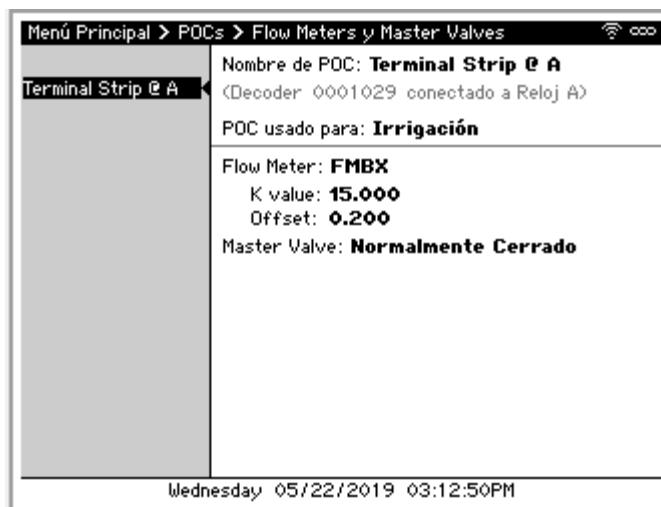 Menú Principal > POCs > Flow Meters y Master Valves
Terminal Strip @ A
Nombre de POC: Terminal Strip @ A
(Decoder 0001029 conectado a Reloj A)
POC usado para: Irrigación
Flow Meter: FMBX
K value: 15.000
Offset: 0.200
Master Valve: Normalmente Cerrado
Wednesday 05/22/2019 03:12:50PM